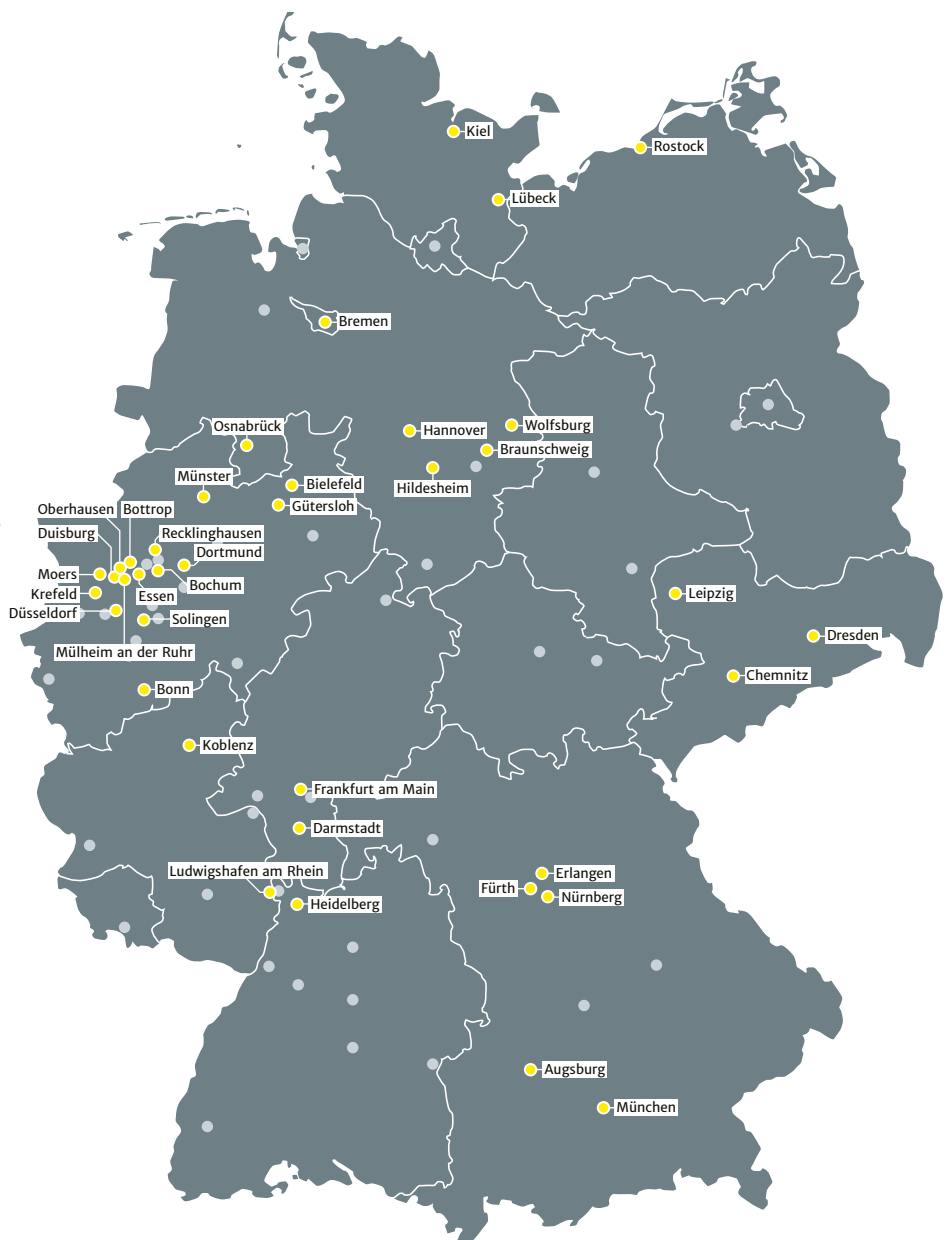 Kiel
Rostock
Lübeck
Bremen
Osnabrück
Hannover
Wolfsburg
Braunschweig
Münster
Bielefeld
Hildesheim
Gütersloh
Oberhausen
Bottrop
Duisburg
Recklinghausen
Dortmund
Moers
Bochum
Krefeld
Essen
Leipzig
Düsseldorf
Solingen
Dresden
Mülheim an der Ruhr
Chemnitz
Bonn
Koblenz
Frankfurt am Main
Darmstadt
Ludwigshafen am Rhein
Erlangen
Fürth
Nürnberg
Heidelberg
Augsburg
München